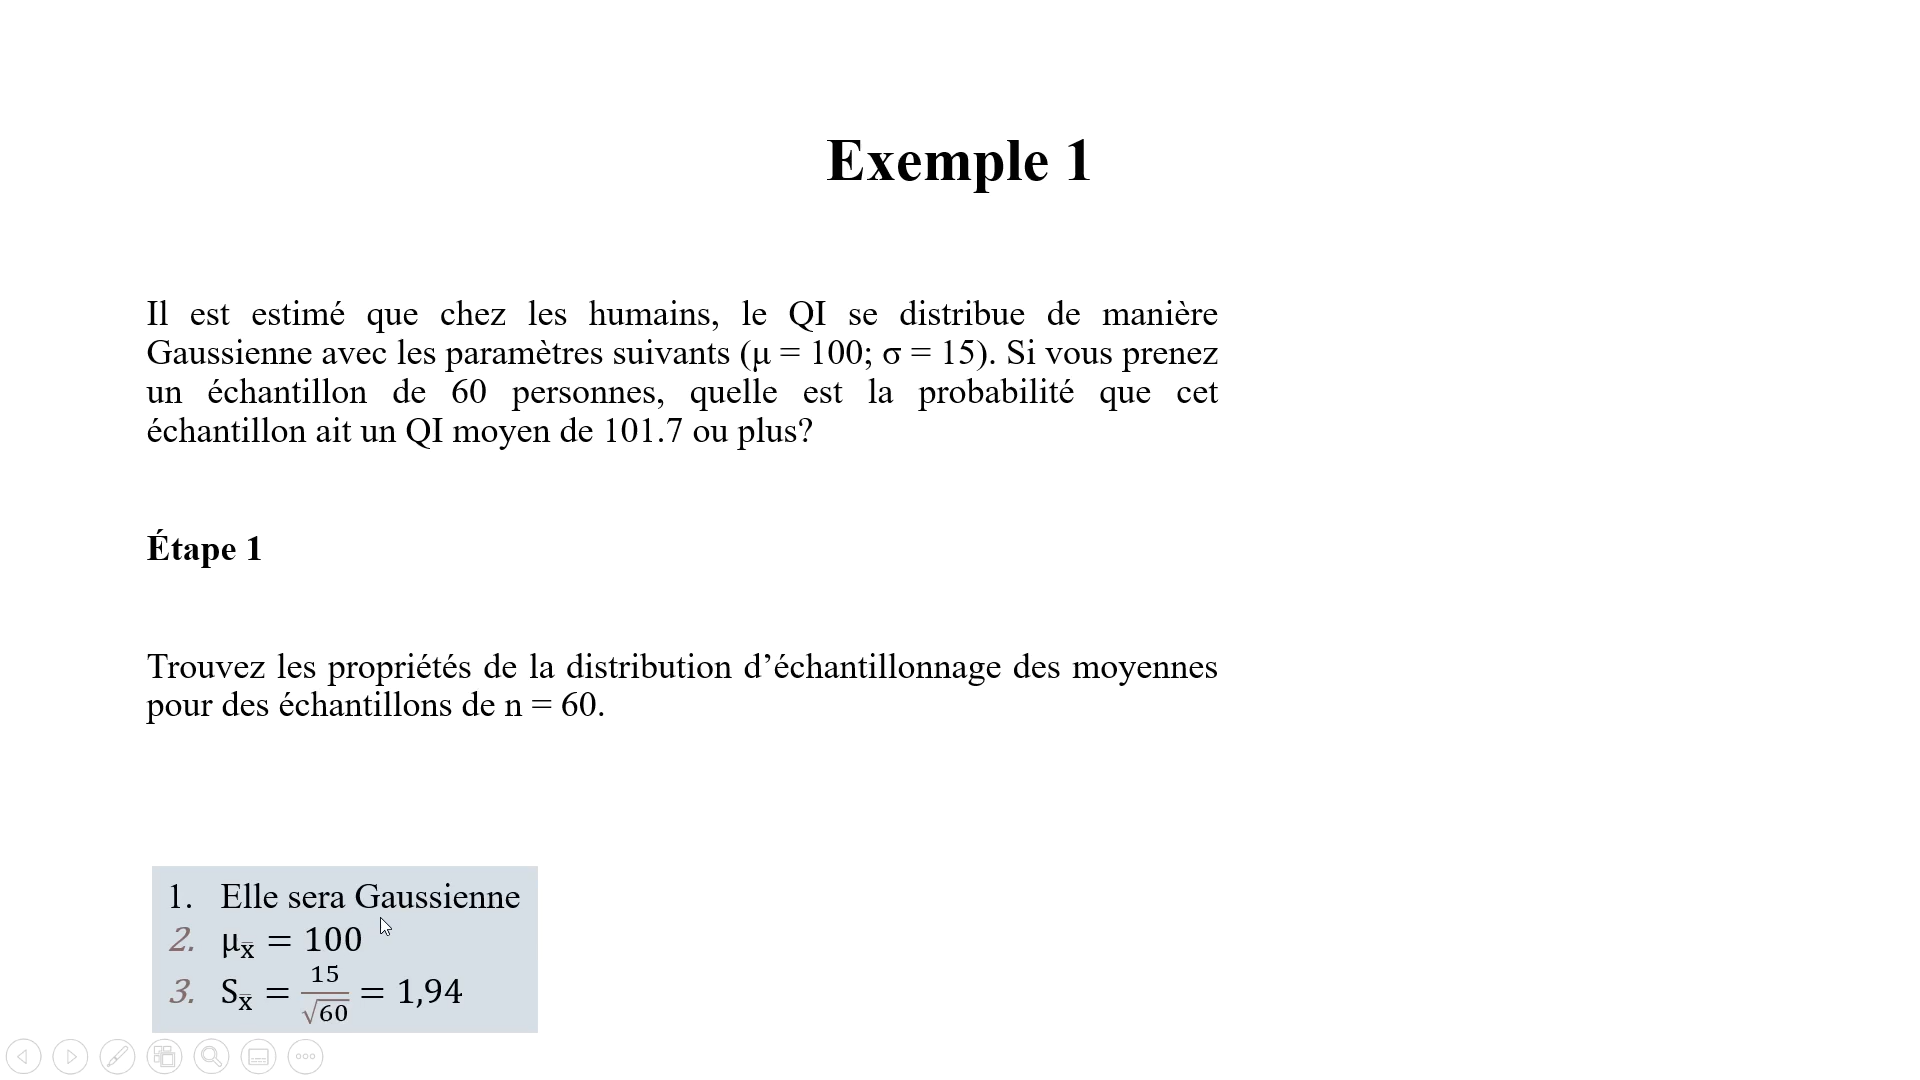 Exemple 1
Il est estimé que chez les humains, le QI se distribue de manière
Gaussienne avec les paramètres suivants (μ = 100; σ = 15). Si vous prenez
un échantillon de 60 personnes, quelle est la probabilité que cet
échantillon ait un QI moyen de 101.7 ou plus?
Étape 1
Trouvez les propriétés de la distribution d’échantillonnage des moyennes
pour des échantillons de n = 60.
1. Elle sera Gaussienne
2. μx̅ = 100
3. Sx̅ = 15/√60 = 1,94